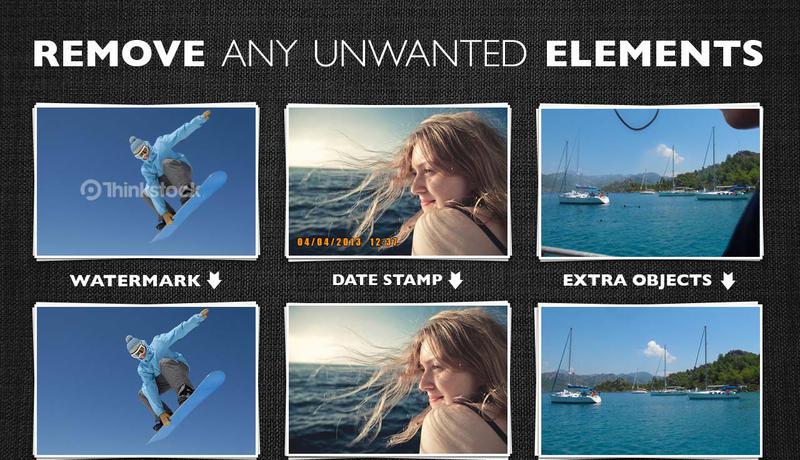 REMOVE ANY UNWANTED ELEMENTS
Thinkstock
04/04/2013 12:37
WATERMARK
DATE STAMP
EXTRA OBJECTS